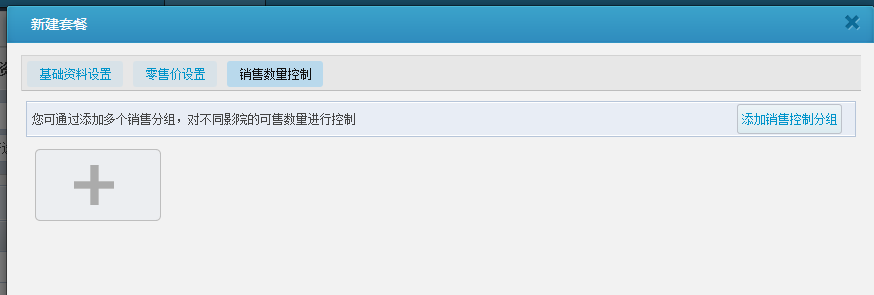 新建套餐
基础资料设置 零售价设置 销售数量控制
您可通过添加多个销售分组，对不同影院的可售数量进行控制 添加销售控制分组